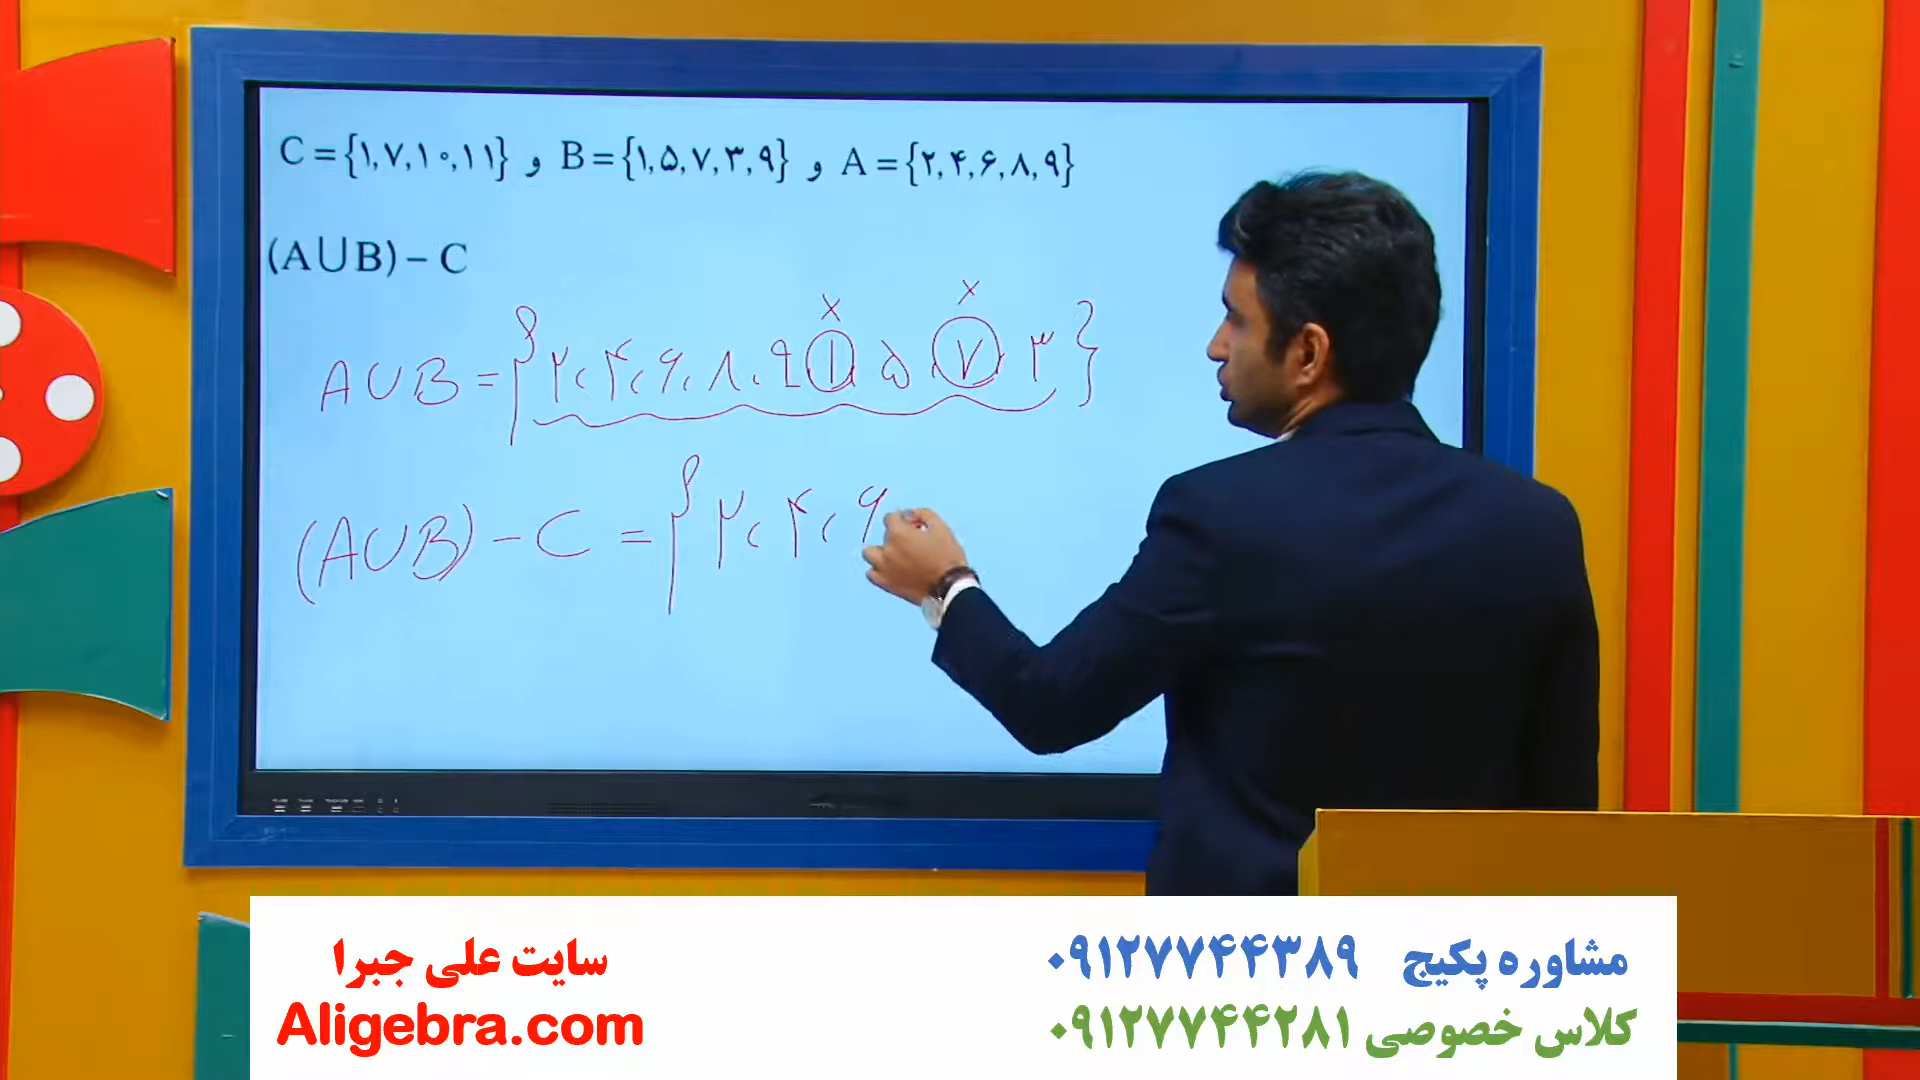 C = {۱,۷,۱۰,۱۱} و B = {۱,۵,۷,۳,۹} و A = {۲,۴,۶,۸,۹}
(A∪B) − C
× ×
A∪B = {۲، ۴، ۶، ۸، ۹ ۱ ۵ ۷ ۳}
(A∪B) − C = {۲، ۴، ۶
سایت علی جبرا
Aligebra.com
مشاوره پکیج ۰۹۱۲۷۷۴۴۳۸۹
کلاس خصوصی ۰۹۱۲۷۷۴۴۲۸۱